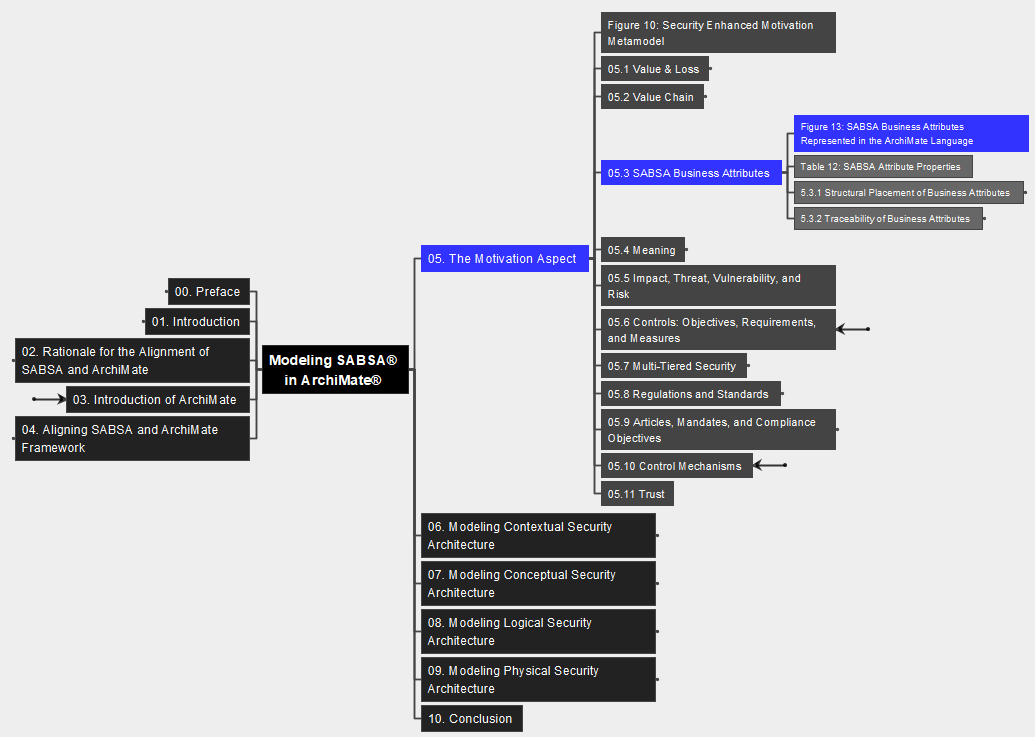 Modeling SABSA®
in ArchiMate®
00. Preface
01. Introduction
02. Rationale for the Alignment of
SABSA and ArchiMate
03. Introduction of ArchiMate
04. Aligning SABSA and ArchiMate
Framework
05. The Motivation Aspect
Figure 10: Security Enhanced Motivation
Metamodel
05.1 Value & Loss
05.2 Value Chain
05.3 SABSA Business Attributes
Figure 13: SABSA Business Attributes
Represented in the ArchiMate Language
Table 12: SABSA Attribute Properties
5.3.1 Structural Placement of Business Attributes
5.3.2 Traceability of Business Attributes
05.4 Meaning
05.5 Impact, Threat, Vulnerability, and
Risk
05.6 Controls: Objectives, Requirements,
and Measures
05.7 Multi-Tiered Security
05.8 Regulations and Standards
05.9 Articles, Mandates, and Compliance
Objectives
05.10 Control Mechanisms
05.11 Trust
06. Modeling Contextual Security
Architecture
07. Modeling Conceptual Security
Architecture
08. Modeling Logical Security
Architecture
09. Modeling Physical Security
Architecture
10. Conclusion